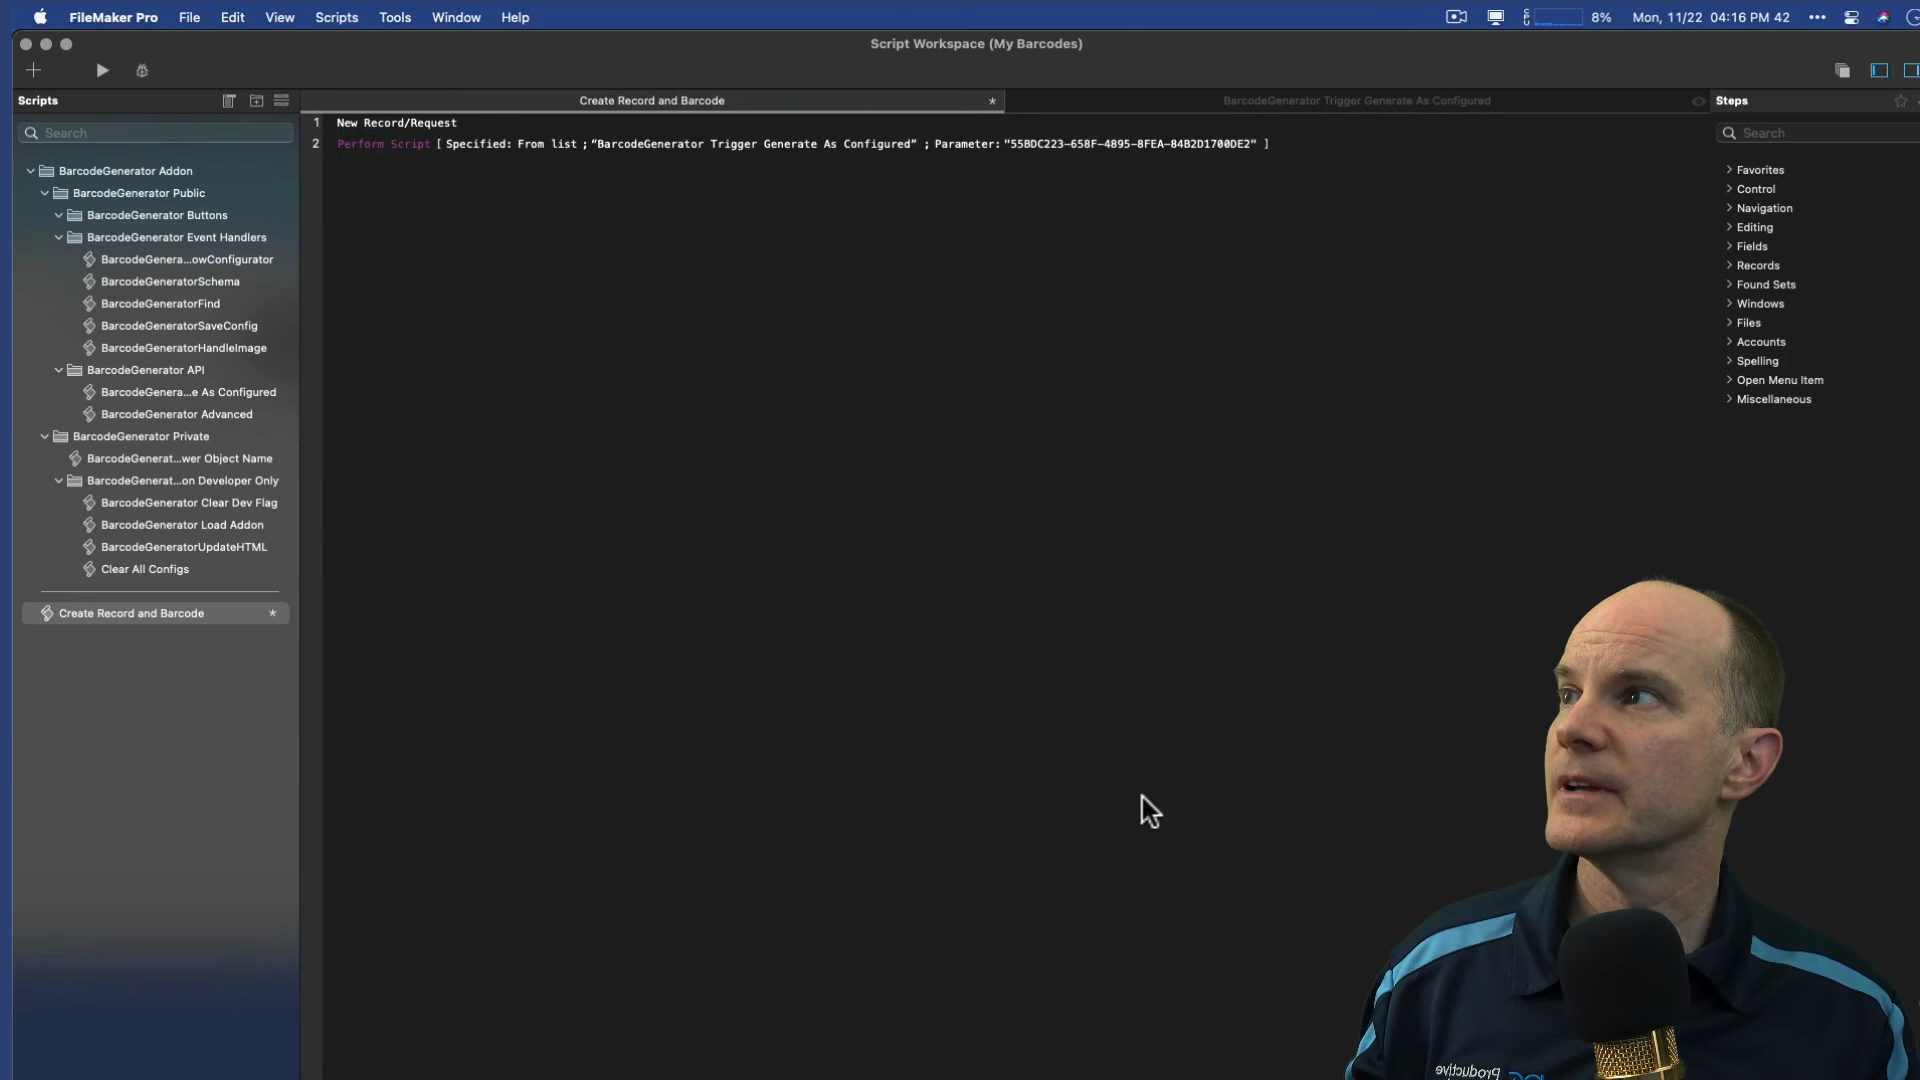 FileMaker Pro File Edit View Scripts Tools Window Help
8% Mon, 11/22 04:16 PM 42
Script Workspace (My Barcodes)
Scripts
Create Record and Barcode *
BarcodeGenerator Trigger Generate As Configured
Steps
Search
Search
1 New Record/Request
2 Perform Script [ Specified: From list ; “BarcodeGenerator Trigger Generate As Configured” ; Parameter: "55BDC223-658F-4895-8FEA-84B2D1700DE2" ]
BarcodeGenerator Addon
BarcodeGenerator Public
BarcodeGenerator Buttons
BarcodeGenerator Event Handlers
BarcodeGenera...owConfigurator
BarcodeGeneratorSchema
BarcodeGeneratorFind
BarcodeGeneratorSaveConfig
BarcodeGeneratorHandleImage
BarcodeGenerator API
BarcodeGenera...e As Configured
BarcodeGenerator Advanced
BarcodeGenerator Private
BarcodeGenerat...wer Object Name
BarcodeGenerat...on Developer Only
BarcodeGenerator Clear Dev Flag
BarcodeGenerator Load Addon
BarcodeGeneratorUpdateHTML
Clear All Configs
Create Record and Barcode *
Favorites
Control
Navigation
Editing
Fields
Records
Found Sets
Windows
Files
Accounts
Spelling
Open Menu Item
Miscellaneous
Productive